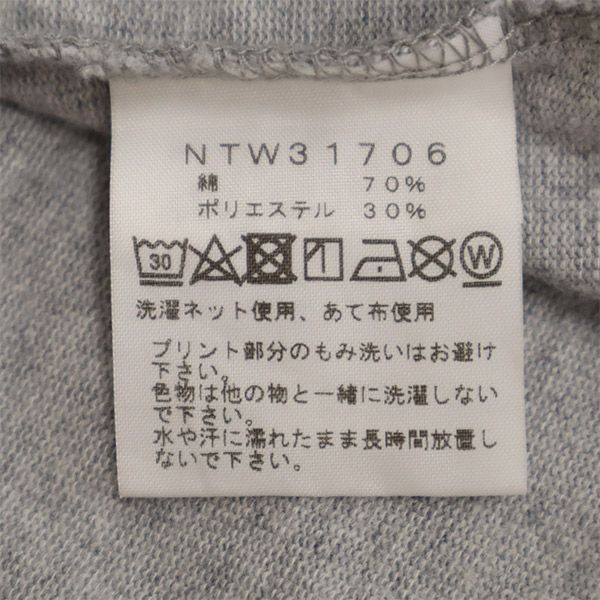 NTW31706
綿 70%
ポリエステル 30%
30 W
洗濯ネット使用、あて布使用
プリント部分のもみ洗いはお避け
下さい。
色物は他の物と一緒に洗濯しない
で下さい。
水や汗に濡れたまま長時間放置し
ないで下さい。